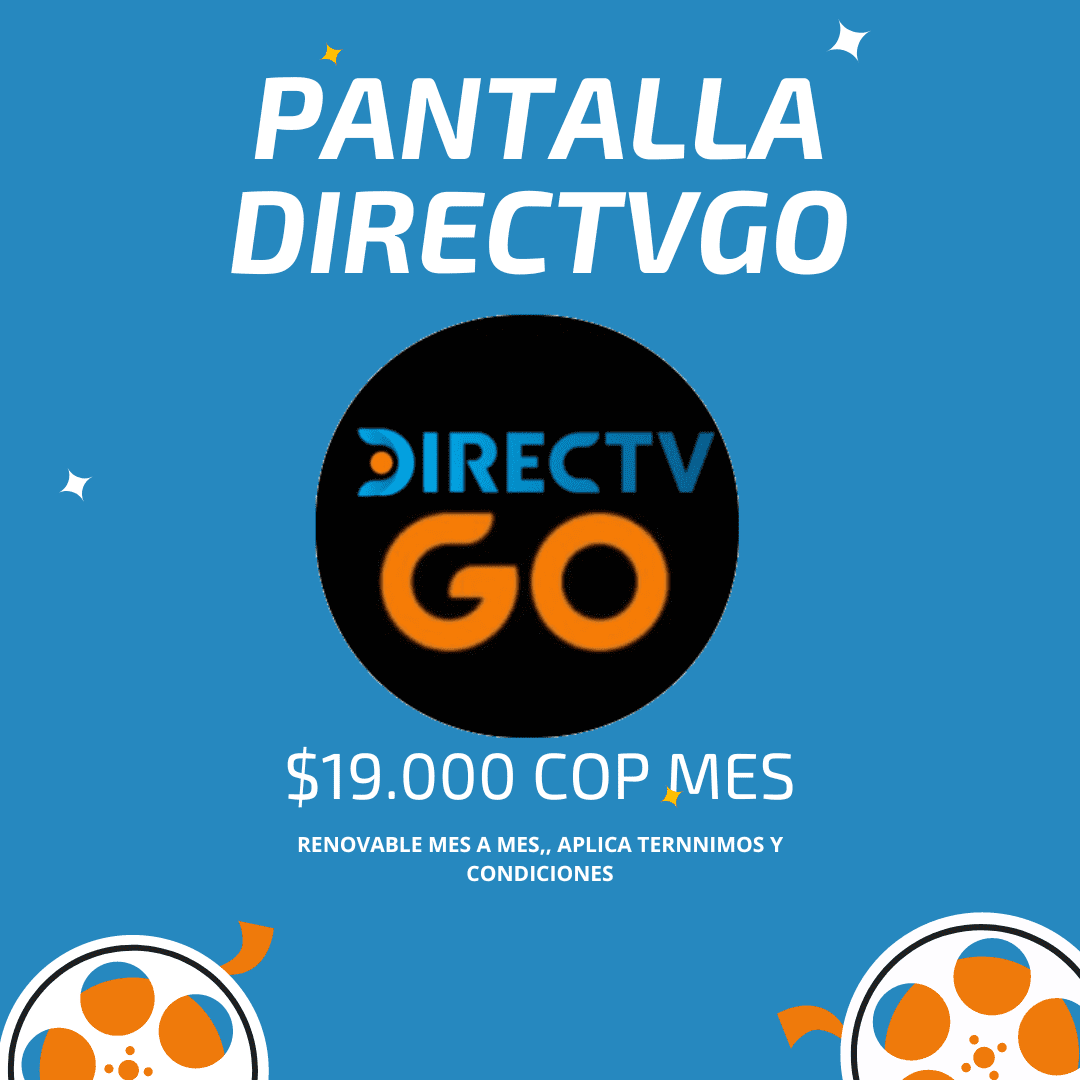 PANTALLA
DIRECTVGO
DIRECTV
GO
$19.000 COP MES
RENOVABLE MES A MES,, APLICA TERNNIMOS Y
CONDICIONES